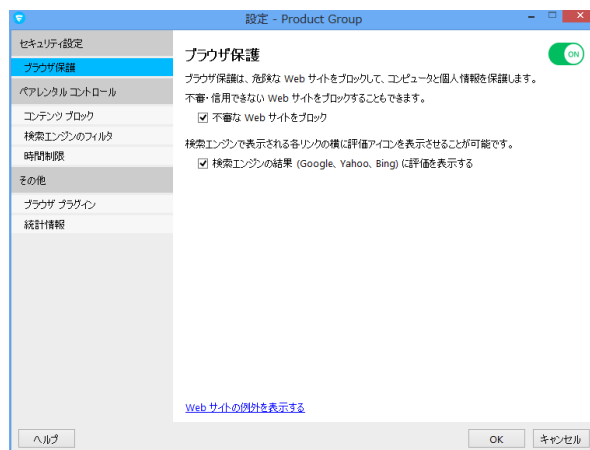 設定 - Product Group
セキュリティ設定
ブラウザ保護
ペアレンタル コントロール
コンテンツ ブロック
検索エンジンのフィルタ
時間制限
その他
ブラウザ プラグイン
統計情報
ブラウザ保護
ON
ブラウザ保護は、危険な Web サイトをブロックして、コンピュータと個人情報を保護します。
不審・信用できない Web サイトをブロックすることもできます。
不審な Web サイトをブロック
検索エンジンで表示される各リンクの横に評価アイコンを表示させることが可能です。
検索エンジンの結果 (Google、Yahoo、Bing) に評価を表示する
Web サイトの例外を表示する
ヘルプ
OK
キャンセル